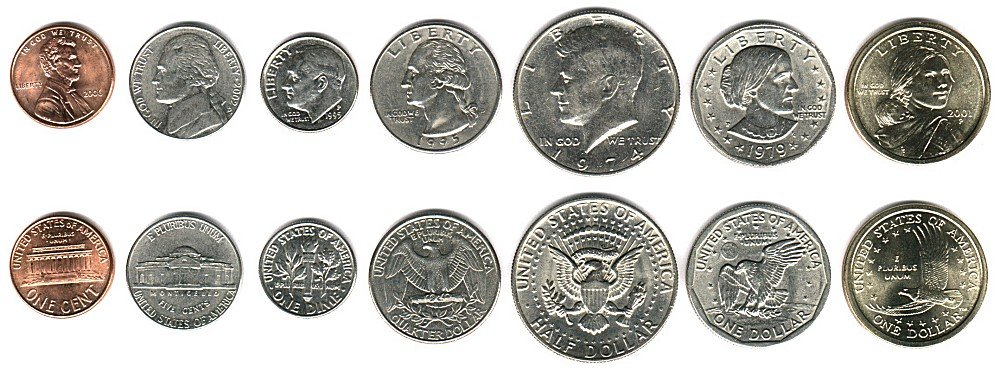 IN GOD WE TRUST
LIBERTY
2006
IN GOD WE TRUST
LIBERTY
2002
LIBERTY
IN GOD
WE TRUST
1995
LIBERTY
IN GOD WE
TRUST
1995
LIBERTY
IN GOD WE TRUST
1974
LIBERTY
IN GOD
WE TRUST
1979
LIBERTY
IN GOD
WE TRUST
2001
P
UNITED STATES OF AMERICA
E·PLURIBUS
UNUM
ONE CENT
E PLURIBUS UNUM
MONTICELLO
FIVE CENTS
UNITED STATES OF AMERICA
UNITED STATES OF AMERICA
ONE DIME
UNITED STATES OF AMERICA
QUARTER DOLLAR
UNITED STATES OF AMERICA
HALF DOLLAR
UNITED STATES OF AMERICA
E PLURIBUS
UNUM
ONE DOLLAR
UNITED STATES OF AMERICA
E
PLURIBUS
UNUM
ONE DOLLAR